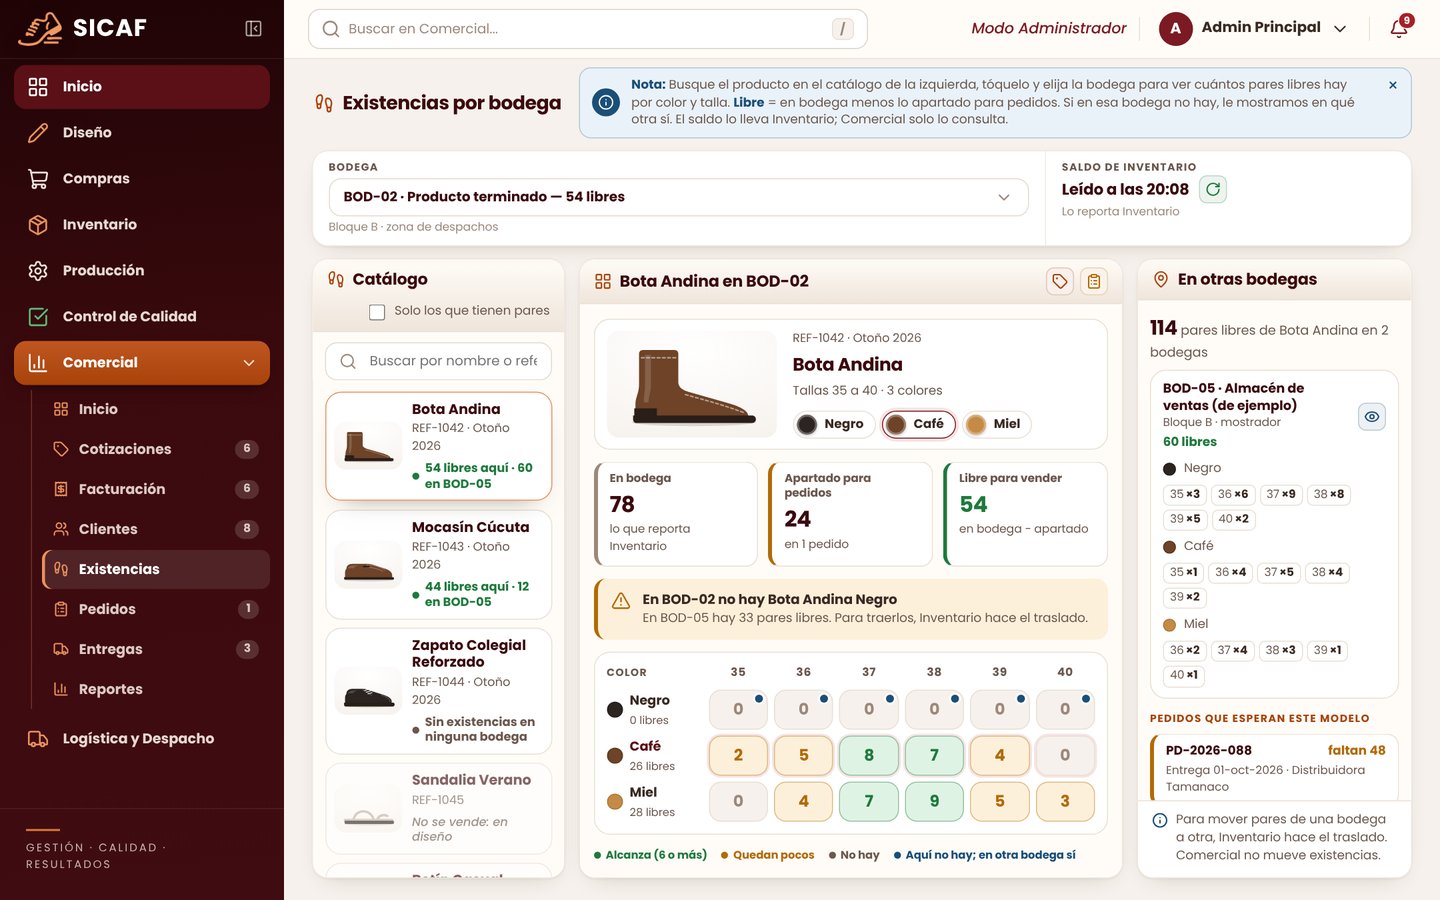 SICAF
Inicio
Diseño
Compras
Inventario
Producción
Control de Calidad
Comercial
Inicio
Cotizaciones 6
Facturación 6
Clientes 8
Existencias
Pedidos 1
Entregas 3
Reportes
Logística y Despacho
GESTIÓN · CALIDAD ·
RESULTADOS
Buscar en Comercial... /
Modo Administrador
A Admin Principal
9
Existencias por bodega
Nota: Busque el producto en el catálogo de la izquierda, tóquelo y elija la bodega para ver cuántos pares libres hay
por color y talla. Libre = en bodega menos lo apartado para pedidos. Si en esa bodega no hay, le mostramos en qué
otra sí. El saldo lo lleva Inventario; Comercial solo lo consulta.
BODEGA
BOD-02 · Producto terminado — 54 libres
Bloque B · zona de despachos
SALDO DE INVENTARIO
Leído a las 20:08
Lo reporta Inventario
Catálogo
Solo los que tienen pares
Buscar por nombre o refe
Bota Andina
REF-1042 · Otoño
2026
54 libres aquí · 60
en BOD-05
Mocasín Cúcuta
REF-1043 · Otoño
2026
44 libres aquí · 12
en BOD-05
Zapato Colegial
Reforzado
REF-1044 · Otoño
2026
Sin existencias en
ninguna bodega
Sandalia Verano
REF-1045
No se vende: en
diseño
Bota Andina en BOD-02
REF-1042 · Otoño 2026
Bota Andina
Tallas 35 a 40 · 3 colores
Negro Café Miel
En bodega
78
lo que reporta
Inventario
Apartado para
pedidos
24
en 1 pedido
Libre para vender
54
en bodega - apartado
En BOD-02 no hay Bota Andina Negro
En BOD-05 hay 33 pares libres. Para traerlos, Inventario hace el traslado.
COLOR 35 36 37 38 39 40
Negro
0 libres
0 0 0 0 0 0
Café
26 libres
2 5 8 7 4 0
Miel
28 libres
0 4 7 9 5 3
Alcanza (6 o más) Quedan pocos No hay Aquí no hay; en otra bodega sí
En otras bodegas
114 pares libres de Bota Andina en 2
bodegas
BOD-05 · Almacén de
ventas (de ejemplo)
Bloque B · mostrador
60 libres
Negro
35 ×3 36 ×6 37 ×9 38 ×8
39 ×5 40 ×2
Café
35 ×1 36 ×4 37 ×5 38 ×4
39 ×2
Miel
36 ×2 37 ×4 38 ×3 39 ×1
40 ×1
PEDIDOS QUE ESPERAN ESTE MODELO
PD-2026-088 faltan 48
Entrega 01-oct-2026 · Distribuidora
Tamanaco
Para mover pares de una bodega
a otra, Inventario hace el traslado.
Comercial no mueve existencias.